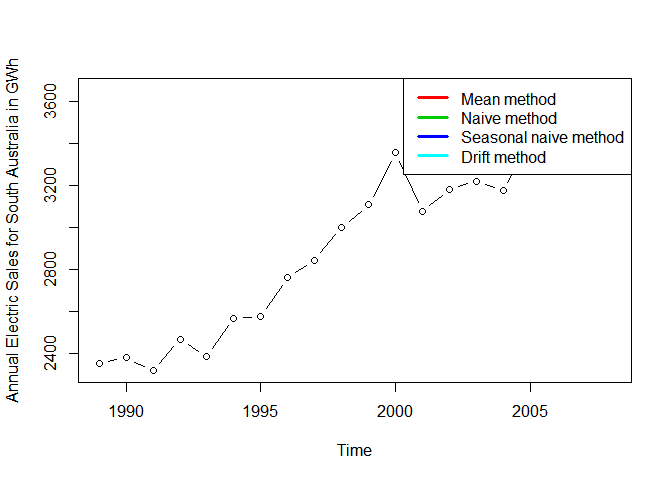 Annual Electric Sales for South Australia in GWh
3600
3200
2800
2400
Mean method
Naive method
Seasonal naive method
Drift method
1990 1995 2000 2005
Time